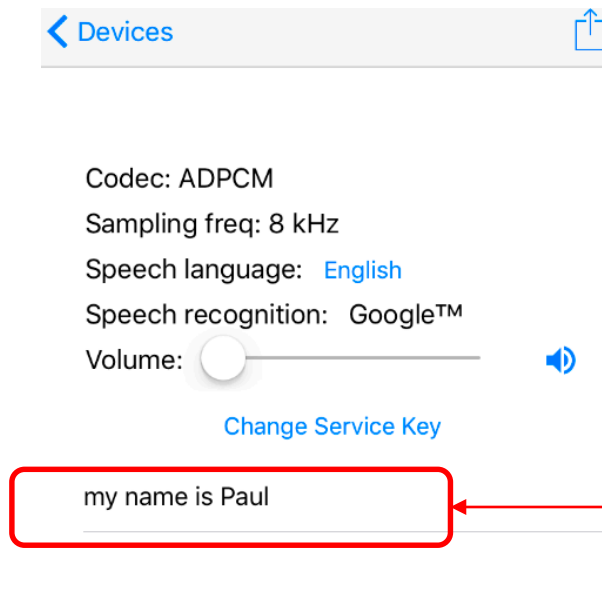 Devices
Codec: ADPCM
Sampling freq: 8 kHz
Speech language: English
Speech recognition: Google™
Volume:
Change Service Key
my name is Paul